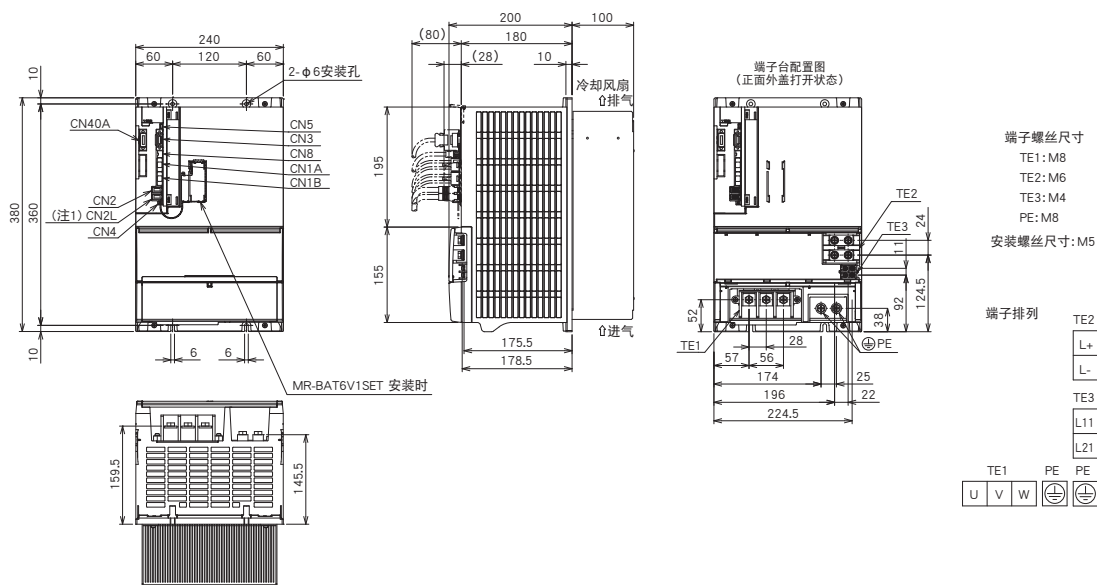 240
60 120 60
2-φ6安装孔
10
380
360
10
CN40A
CN5
CN3
CN8
CN1A
CN1B
CN2
(注1) CN2L
CN4
6 6
MR-BAT6V1SET 安装时
159.5
145.5
200 100
(80) 180
(28) 10
冷却风扇
⇧排气
195
155
⇧进气
175.5
178.5
端子台配置图
(正面外盖打开状态)
TE2
TE3
24
11
124.5
92
38
52
TE1
PE
28
57 56
174 25
196 22
224.5
端子螺丝尺寸
TE1:M8
TE2:M6
TE3:M4
PE:M8
安装螺丝尺寸:M5
端子排列
TE2
L+
L-
TE3
L11
L21
TE1 PE PE
U V W